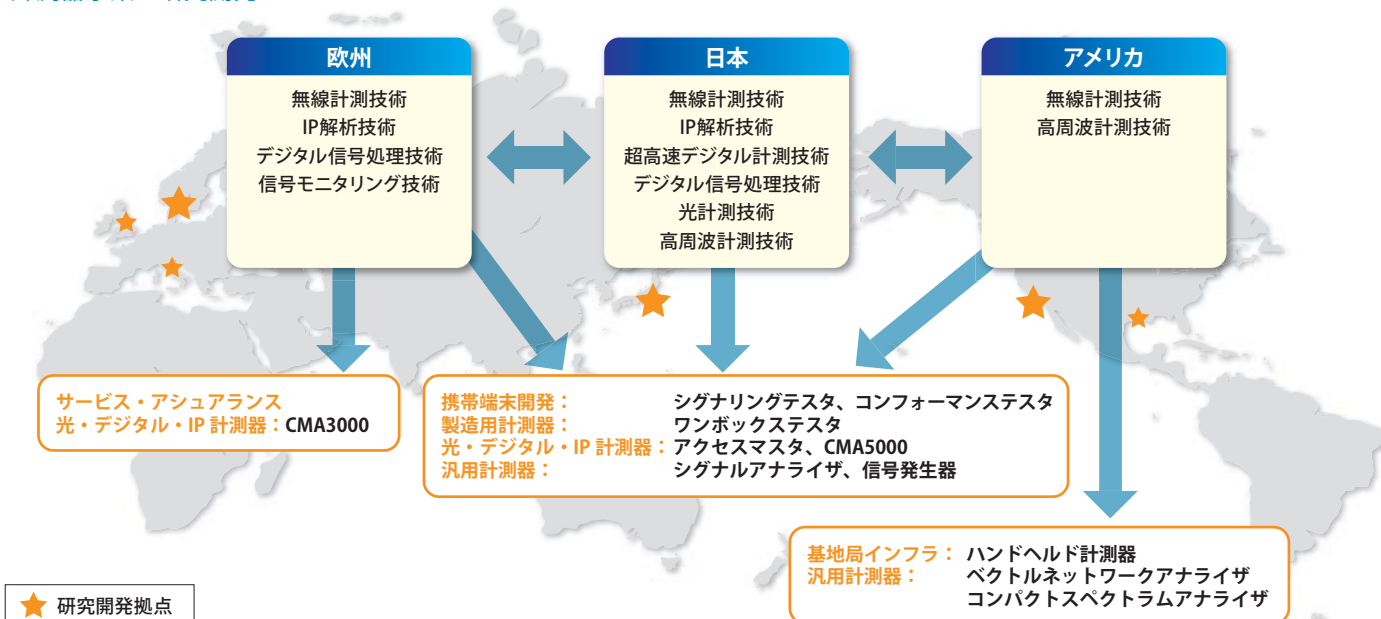 欧州
無線計測技術
IP解析技術
デジタル信号処理技術
信号モニタリング技術
日本
無線計測技術
IP解析技術
超高速デジタル計測技術
デジタル信号処理技術
光計測技術
高周波計測技術
アメリカ
無線計測技術
高周波計測技術
サービス・アシュアランス
光・デジタル・IP 計測器：CMA3000
携帯端末開発： シグナリングテスタ、コンフォーマンステスタ
製造用計測器： ワンボックステスタ
光・デジタル・IP 計測器：アクセスマスタ、CMA5000
汎用計測器： シグナルアナライザ、信号発生器
基地局インフラ： ハンドヘルド計測器
汎用計測器： ベクトルネットワークアナライザ
コンパクトスペクトラムアナライザ
研究開発拠点